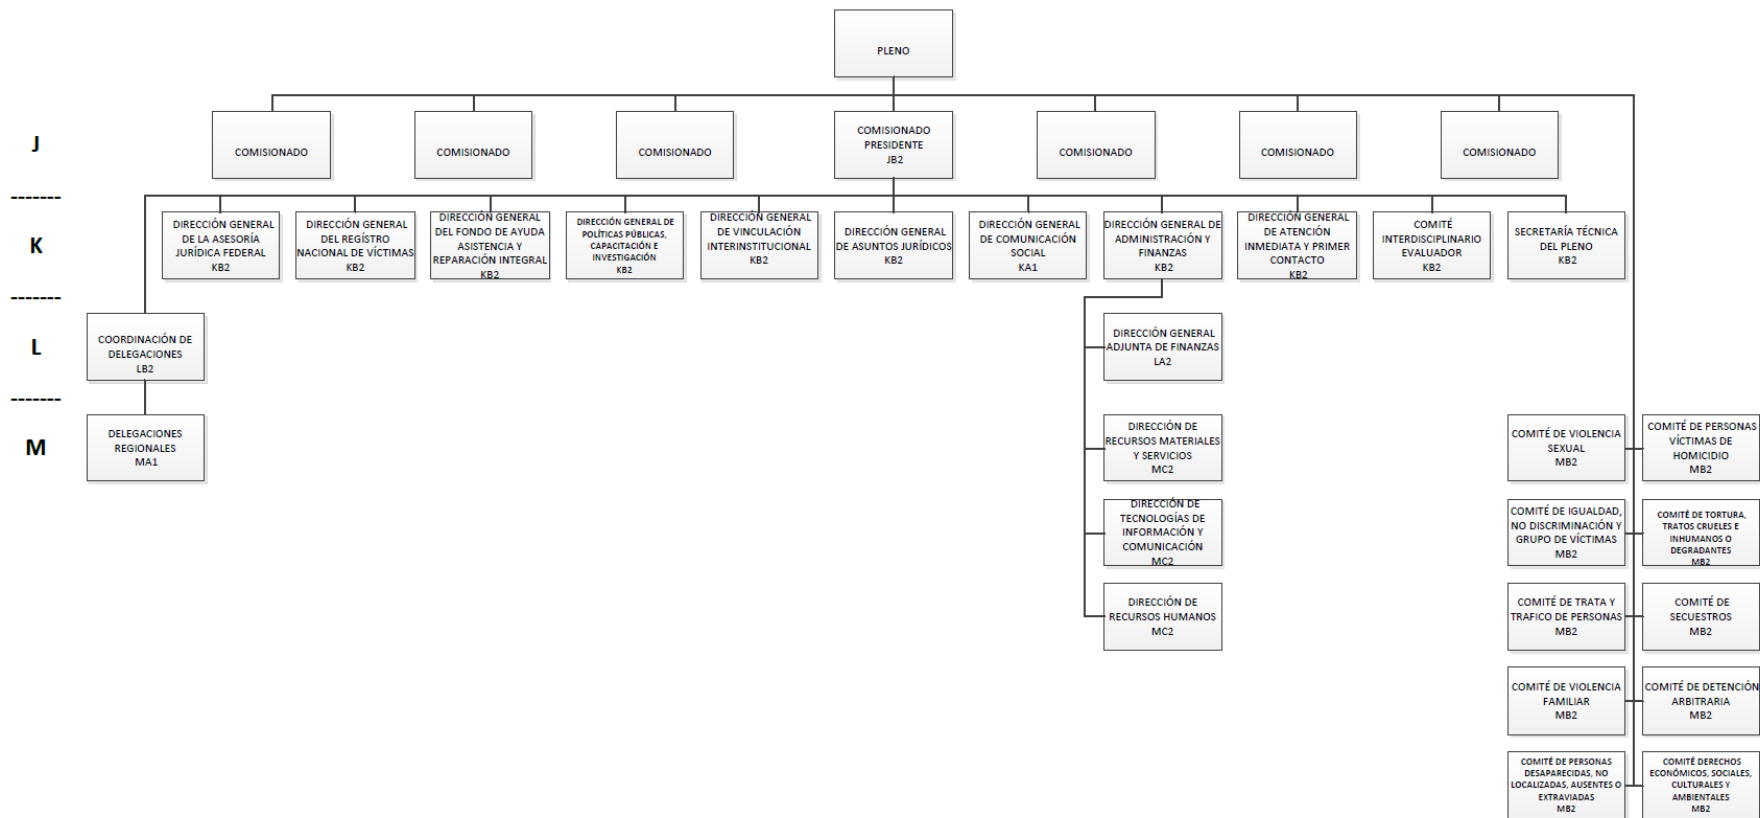 PLENO
J
COMISIONADO
COMISIONADO
COMISIONADO
COMISIONADO
PRESIDENTE
JB2
COMISIONADO
COMISIONADO
COMISIONADO
-------
K
DIRECCIÓN GENERAL
DE LA ASESORÍA
JURÍDICA FEDERAL
KB2
DIRECCIÓN GENERAL
DEL REGÍSTRO
NACIONAL DE VÍCTIMAS
KB2
DIRECCIÓN GENERAL
DEL FONDO DE AYUDA
ASISTENCIA Y
REPARACIÓN INTEGRAL
KB2
DIRECCIÓN GENERAL DE
POLÍTICAS PÚBLICAS,
CAPACITACIÓN E
INVESTIGACIÓN
KB2
DIRECCIÓN GENERAL
DE VINCULACIÓN
INTERINSTITUCIONAL
KB2
DIRECCIÓN GENERAL
DE ASUNTOS JURÍDICOS
KB2
DIRECCIÓN GENERAL
DE COMUNICACIÓN
SOCIAL
KA1
DIRECCIÓN GENERAL DE
ADMINISTRACIÓN Y
FINANZAS
KB2
DIRECCIÓN GENERAL
DE ATENCIÓN
INMEDIATA Y PRIMER
CONTACTO
KB2
COMITÉ
INTERDISCIPLINARIO
EVALUADOR
KB2
SECRETARÍA TÉCNICA
DEL PLENO
KB2
-------
L
COORDINACIÓN DE
DELEGACIONES
LB2
DIRECCIÓN GENERAL
ADJUNTA DE FINANZAS
LA2
-------
M
DELEGACIONES
REGIONALES
MA1
DIRECCIÓN DE
RECURSOS MATERIALES
Y SERVICIOS
MC2
COMITÉ DE VIOLENCIA
SEXUAL
MB2
COMITÉ DE PERSONAS
VÍCTIMAS DE
HOMICIDIO
MB2
DIRECCIÓN DE
TECNOLOGÍAS DE
INFORMACIÓN Y
COMUNICACIÓN
MC2
COMITÉ DE IGUALDAD,
NO DISCRIMINACIÓN Y
GRUPO DE VÍCTIMAS
MB2
COMITÉ DE TORTURA,
TRATOS CRUELES E
INHUMANOS O
DEGRADANTES
MB2
DIRECCIÓN DE
RECURSOS HUMANOS
MC2
COMITÉ DE TRATA Y
TRAFICO DE PERSONAS
MB2
COMITÉ DE
SECUESTROS
MB2
COMITÉ DE VIOLENCIA
FAMILIAR
MB2
COMITÉ DE DETENCIÓN
ARBITRARIA
MB2
COMITÉ DE PERSONAS
DESAPARECIDAS, NO
LOCALIZADAS, AUSENTES O
EXTRAVIADAS
MB2
COMITÉ DERECHOS
ECONÓMICOS, SOCIALES,
CULTURALES Y
AMBIENTALES
MB2